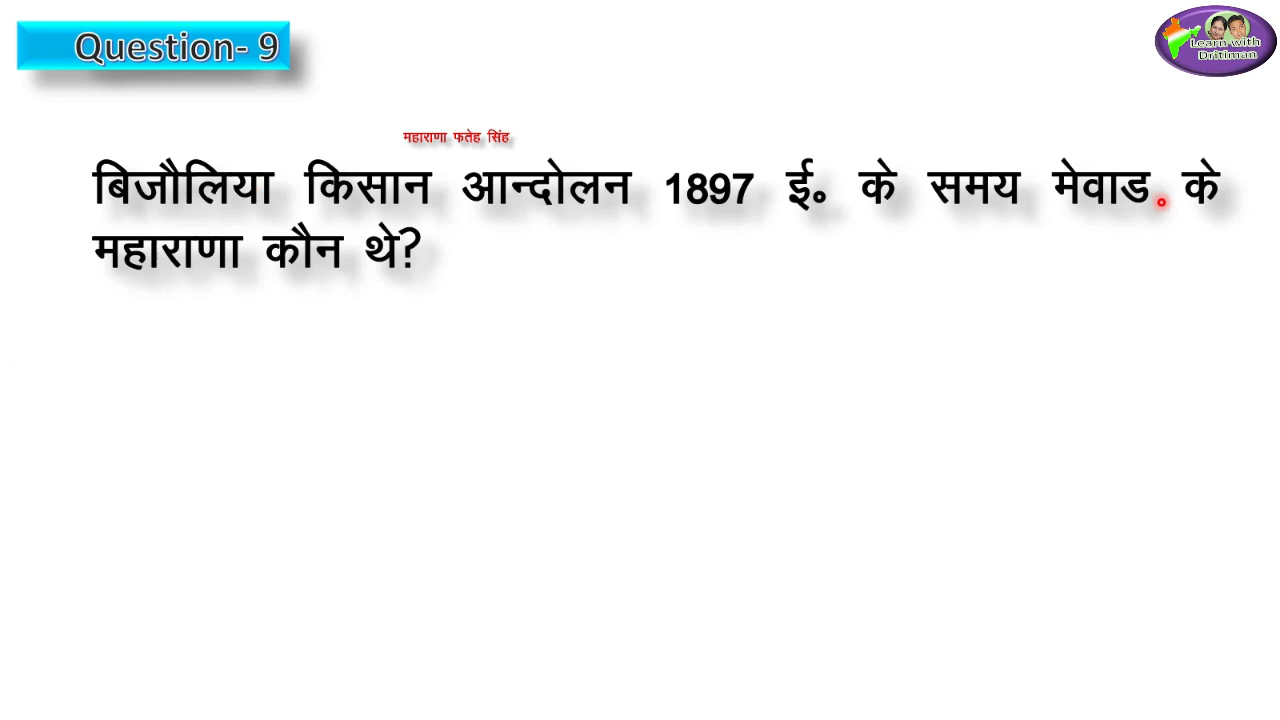 Question- 9
Learn with
Dritiman
महाराणा फतेह सिंह
बिजौलिया किसान आन्दोलन 1897 ई॰ के समय मेवाड॰ के
महाराणा कौन थे?